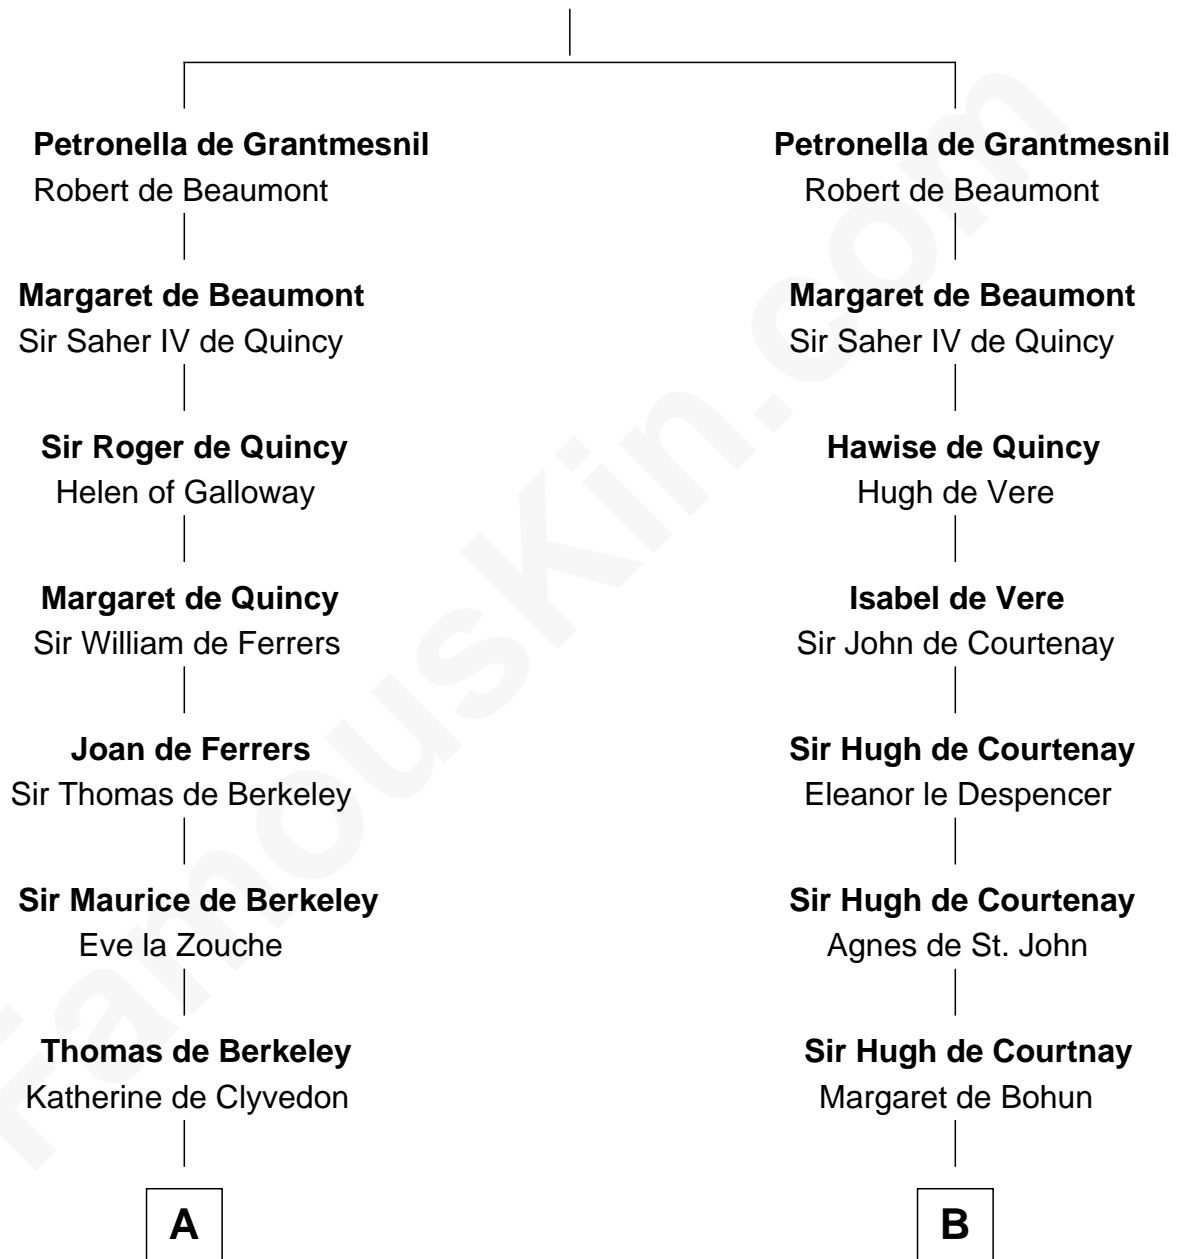 Petronella de Grantmesnil
Robert de Beaumont
Margaret de Beaumont
Sir Saher IV de Quincy
Sir Roger de Quincy
Helen of Galloway
Margaret de Quincy
Sir William de Ferrers
Joan de Ferrers
Sir Thomas de Berkeley
Sir Maurice de Berkeley
Eve la Zouche
Thomas de Berkeley
Katherine de Clyvedon
A
Petronella de Grantmesnil
Robert de Beaumont
Margaret de Beaumont
Sir Saher IV de Quincy
Hawise de Quincy
Hugh de Vere
Isabel de Vere
Sir John de Courtenay
Sir Hugh de Courtenay
Eleanor le Despencer
Sir Hugh de Courtenay
Agnes de St. John
Sir Hugh de Courtnay
Margaret de Bohun
B
FamousKin.com